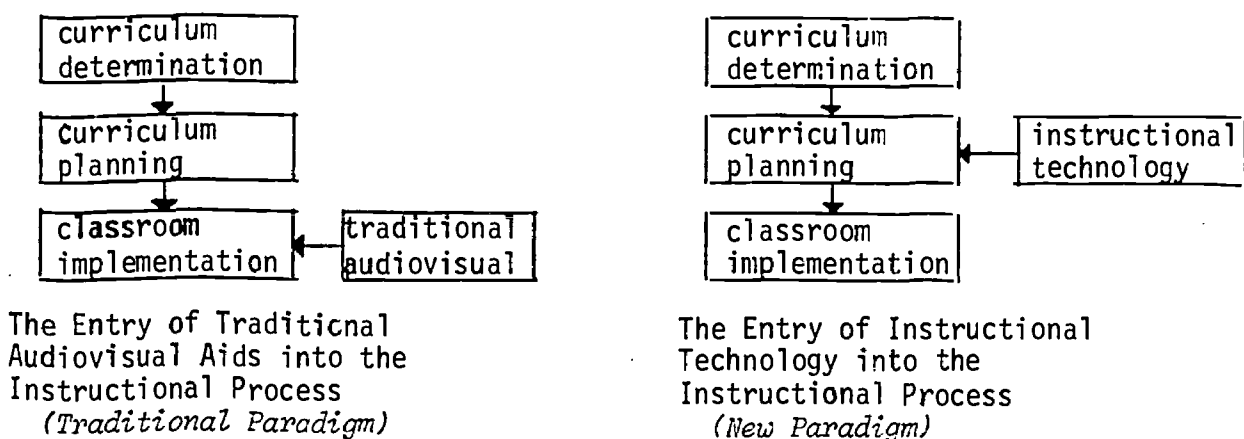 curriculum
determination
curriculum
planning
classroom
implementation
traditional
audiovisual
The Entry of Traditicnal
Audiovisual Aids into the
Instructional Process
(Traditional Paradigm)
curriculum
determination
curriculum
planning
instructional
technology
classroom
implementation
The Entry of Instructional
Technology into the
Instructional Process
(New Paradigm)